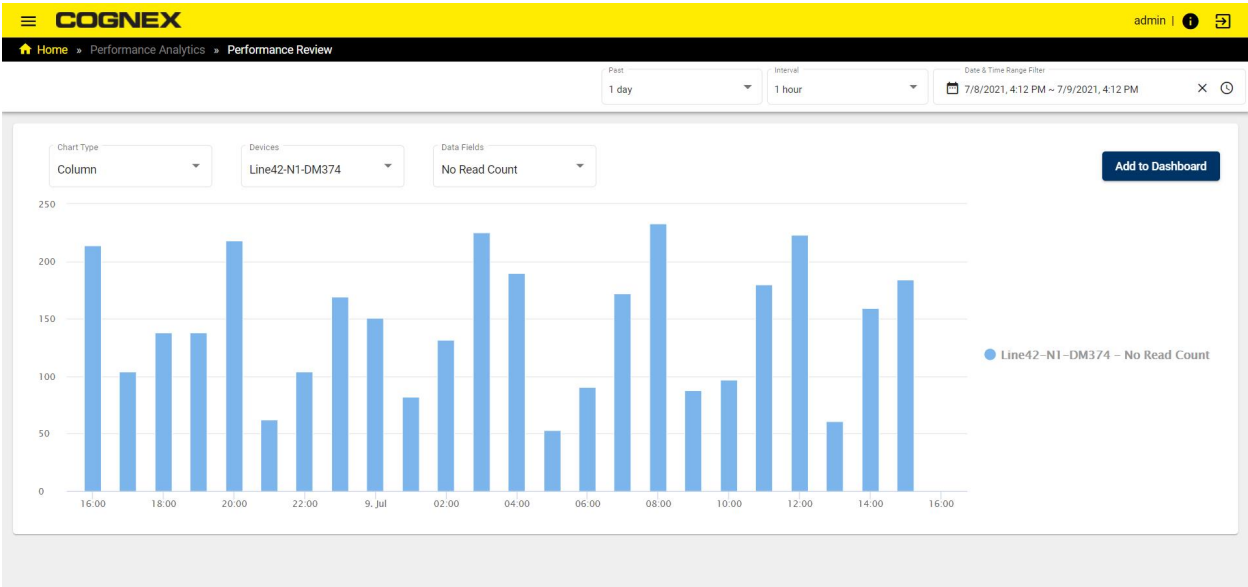 COGNEX
admin |
Home » Performance Analytics » Performance Review
Past
1 day
Interval
1 hour
Date & Time Range Filter
7/8/2021, 4:12 PM ~ 7/9/2021, 4:12 PM
Chart Type
Column
Devices
Line42-N1-DM374
Data Fields
No Read Count
Add to Dashboard
250
200
150
100
50
0
16:00 18:00 20:00 22:00 9. Jul 02:00 04:00 06:00 08:00 10:00 12:00 14:00 16:00
Line42-N1-DM374 - No Read Count